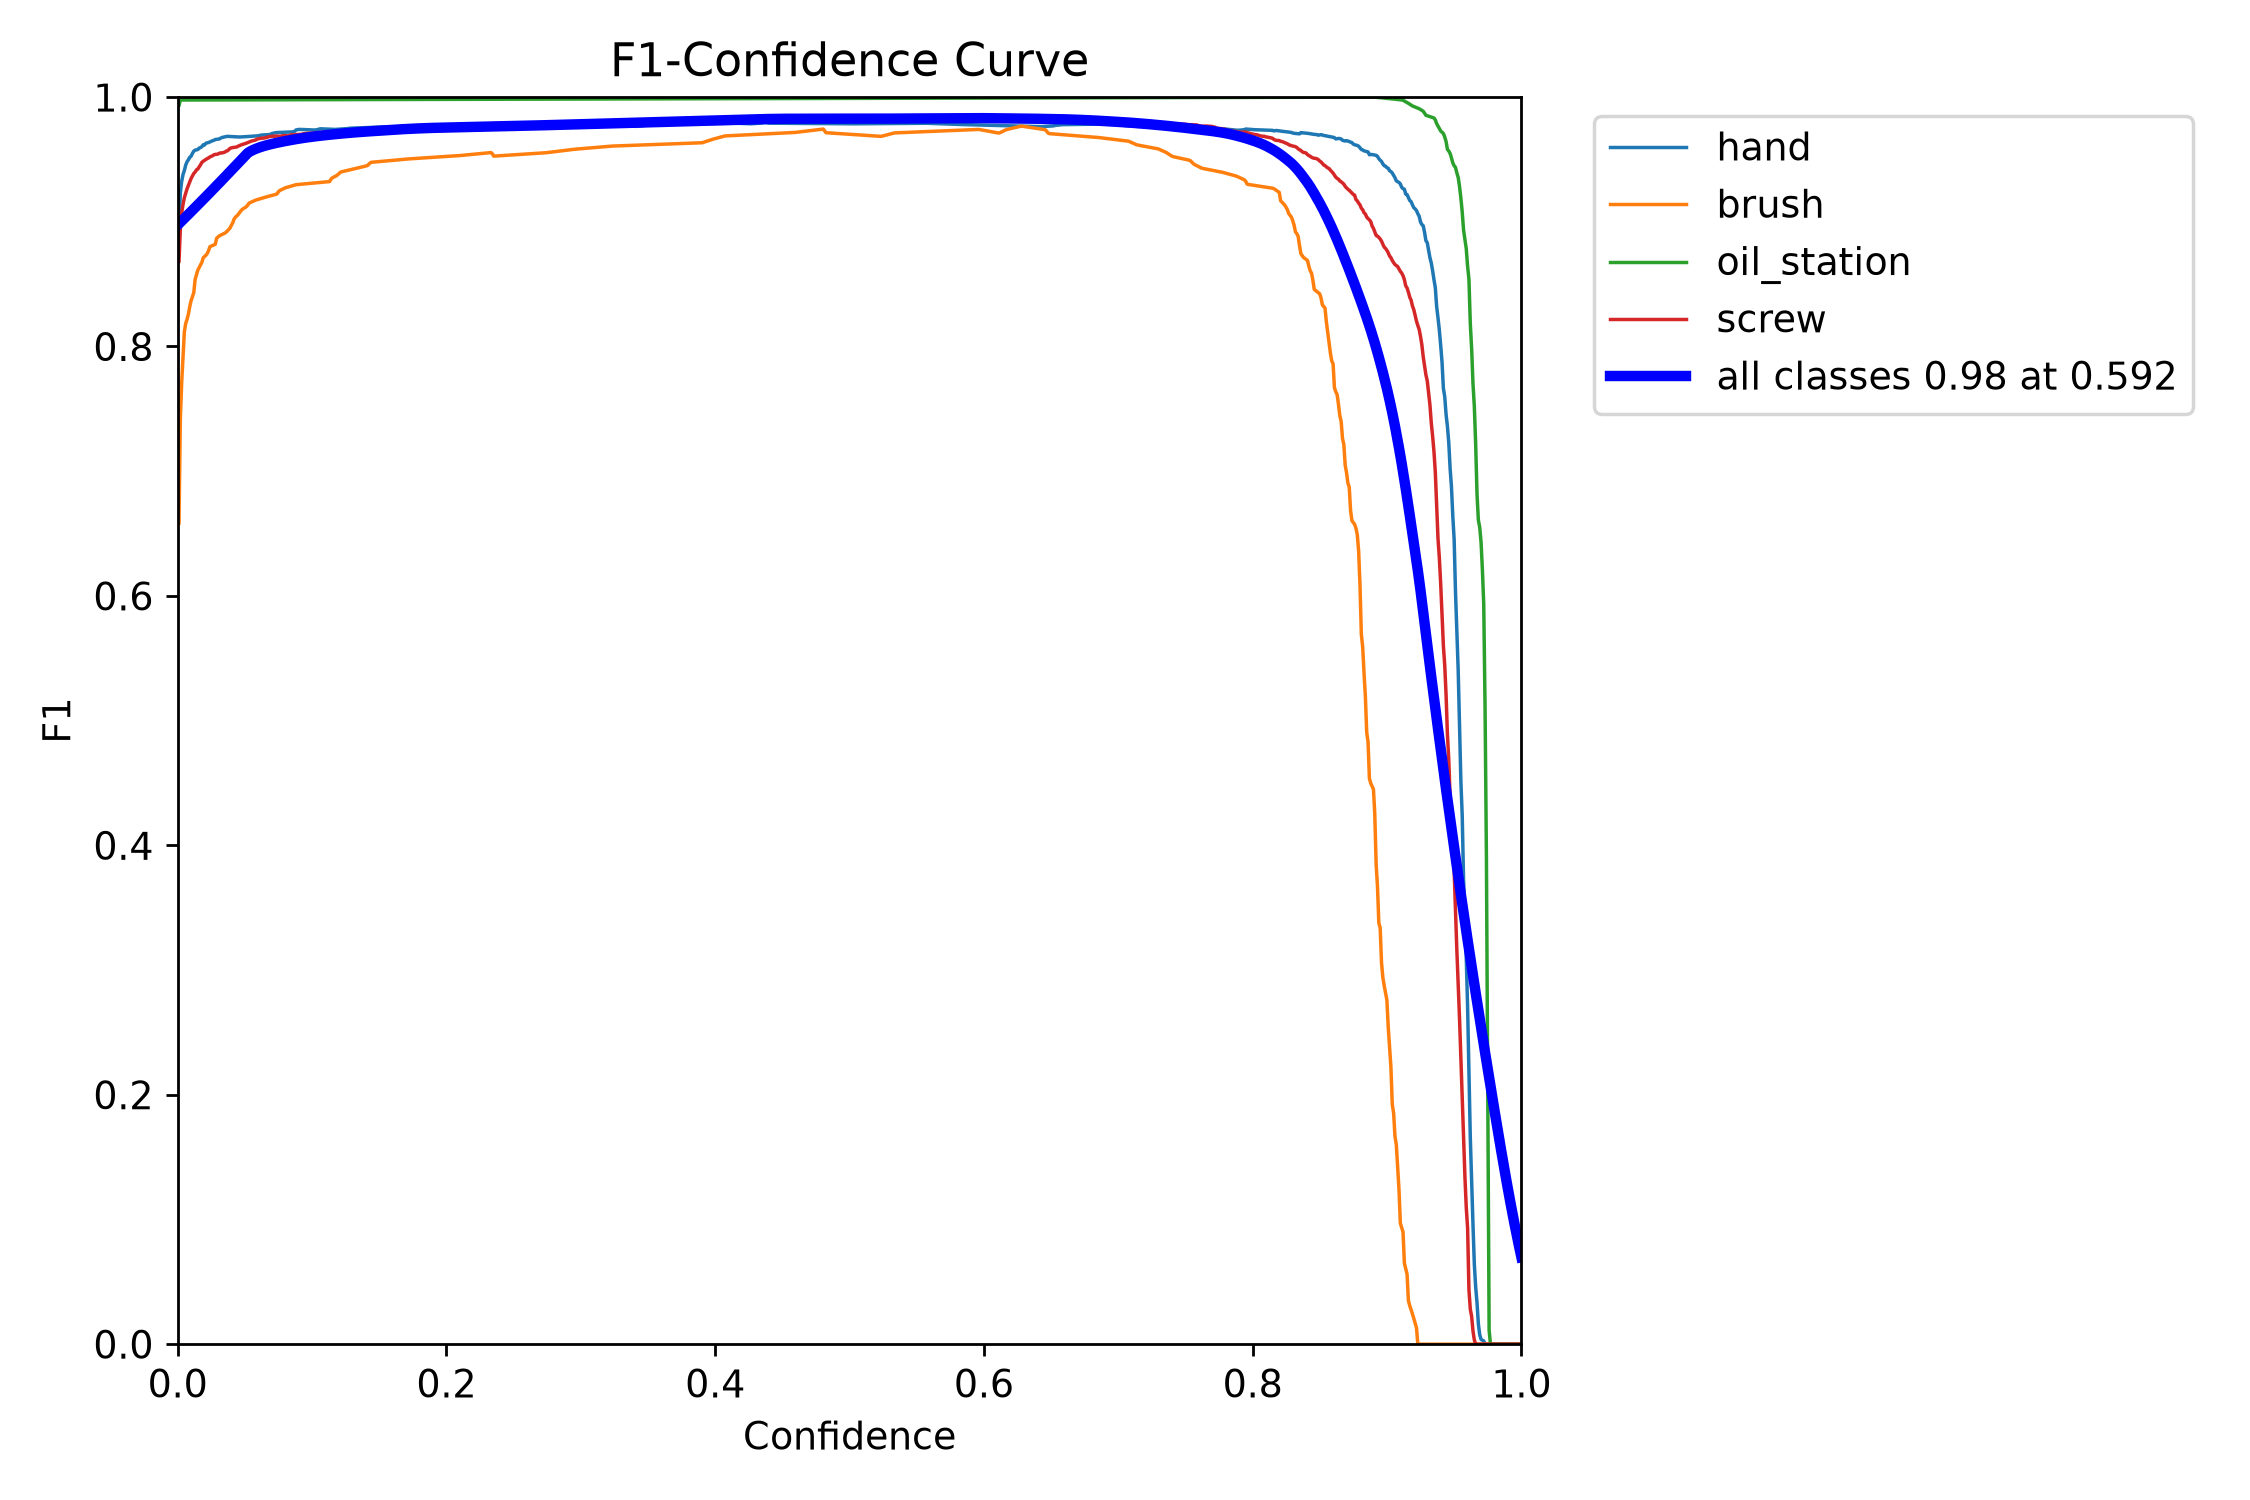 F1-Confidence Curve
1.0
0.8
0.6
0.4
0.2
0.0
F1
0.0 0.2 0.4 0.6 0.8 1.0
Confidence
hand
brush
oil_station
screw
all classes 0.98 at 0.592